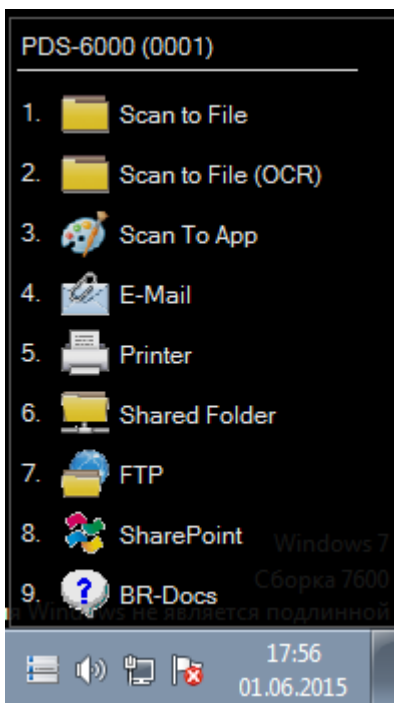 PDS-6000 (0001)
1. Scan to File
2. Scan to File (OCR)
3. Scan To App
4. E-Mail
5. Printer
6. Shared Folder
7. FTP
8. SharePoint
Windows 7
9. BR-Docs
Сборка 7600
я Windows не является подлинной
17:56
01.06.2015